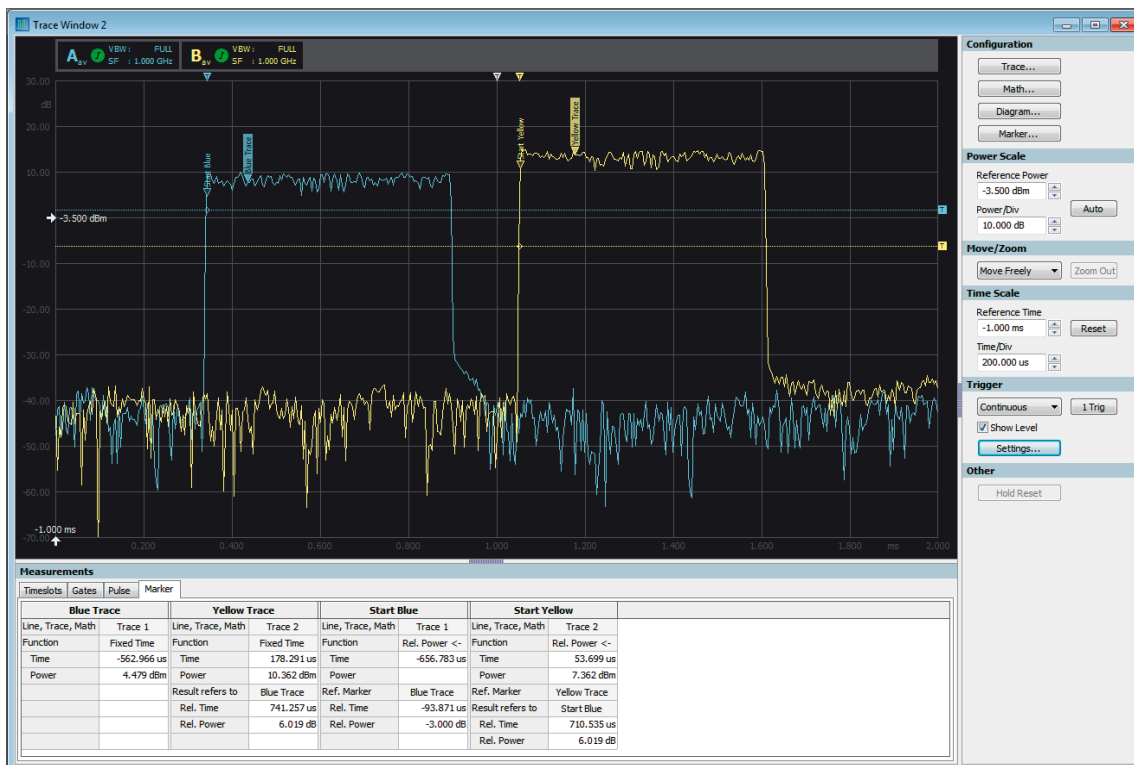 Trace Window 2
A av VBW : FULL
SF : 1.000 GHz
B av VBW : FULL
SF : 1.000 GHz
30.00
dB
20.00
10.00
-3.500 dBm
-10.00
-20.00
-30.00
-40.00
-50.00
-60.00
-70.00
Start Blue
Blue Trace
Start Yellow
Yellow Trace
T
T
-1.000 ms
0.200 0.400 0.600 0.800 1.000 1.200 1.400 1.600 1.800 ms 2.000
Configuration
Trace...
Math...
Diagram...
Marker...
Power Scale
Reference Power
-3.500 dBm
Power/Div
10.000 dB
Auto
Move/Zoom
Move Freely
Zoom Out
Time Scale
Reference Time
-1.000 ms
Reset
Time/Div
200.000 us
Trigger
Continuous
1 Trig
Show Level
Settings...
Other
Hold Reset
Measurements
Timeslots Gates Pulse Marker
Blue Trace Yellow Trace Start Blue Start Yellow
Line, Trace, Math Trace 1 Line, Trace, Math Trace 2 Line, Trace, Math Trace 1 Line, Trace, Math Trace 2
Function Fixed Time Function Fixed Time Function Rel. Power <- Function Rel. Power <-
Time -562.966 us Time 178.291 us Time -656.783 us Time 53.699 us
Power 4.479 dBm Power 10.362 dBm Power Power 7.362 dBm
Result refers to Blue Trace Ref. Marker Blue Trace Ref. Marker Yellow Trace
Rel. Time 741.257 us Rel. Time -93.871 us Result refers to Start Blue
Rel. Power 6.019 dB Rel. Power -3.000 dB Rel. Time 710.535 us
Rel. Power 6.019 dB